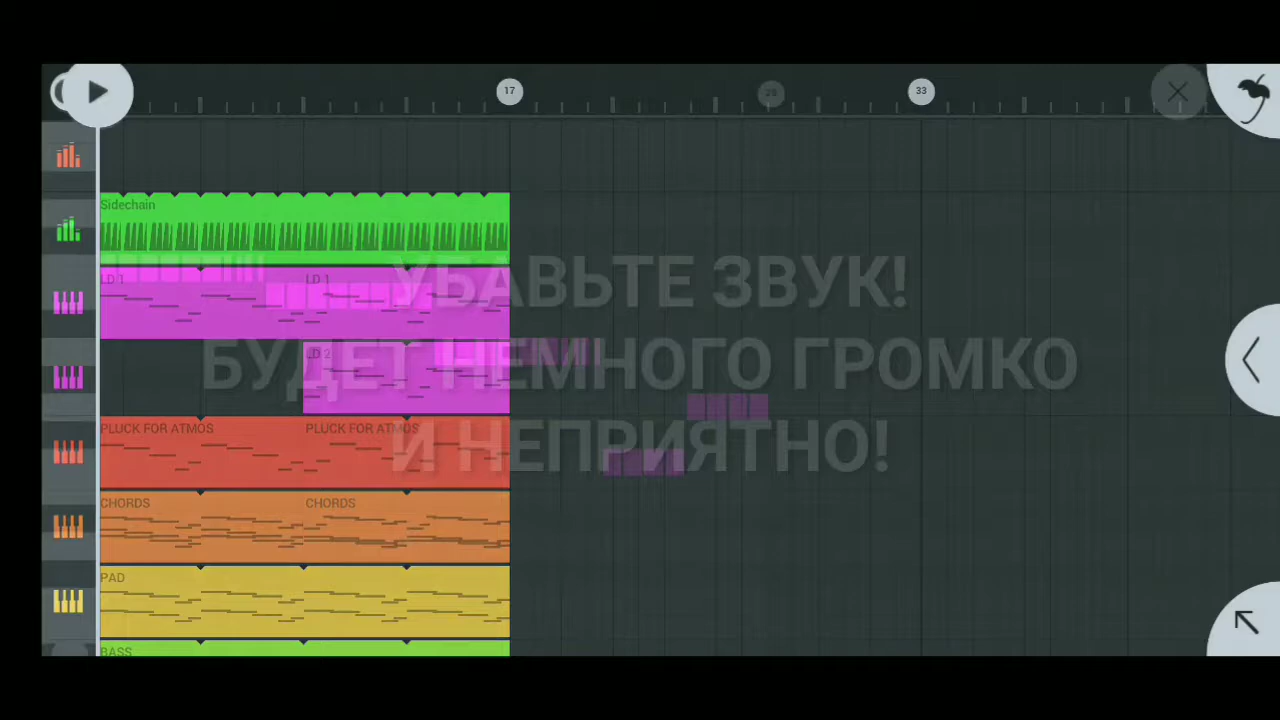 17
25
33
Sidechain
LD 1
LD 1
LD 2
PLUCK FOR ATMOS
PLUCK FOR ATMOS
CHORDS
CHORDS
PAD
BASS
УБАВЬТЕ ЗВУК!
БУДЕТ НЕМНОГО ГРОМКО
И НЕПРИЯТНО!